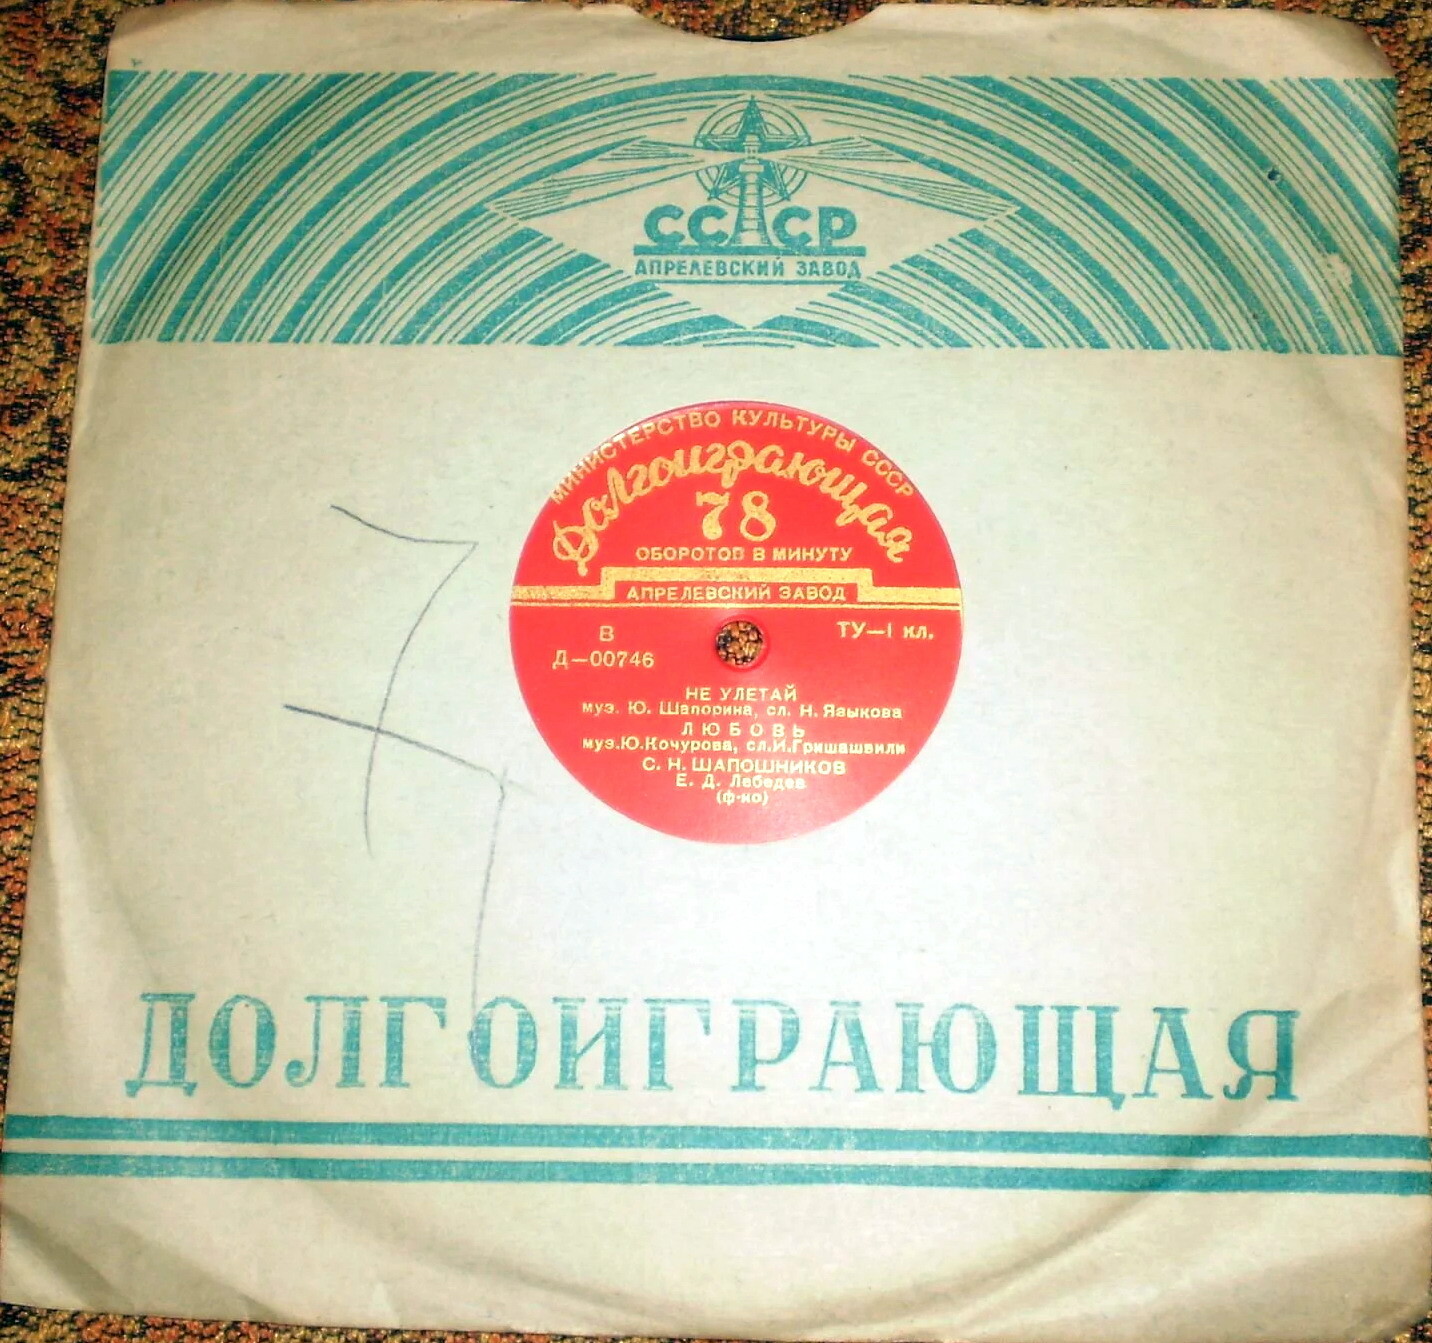 СССР
АПРЕЛЕВСКИЙ ЗАВОД
МИНИСТЕРСТВО КУЛЬТУРЫ СССР
Долгоиграющая
78
ОБОРОТОВ В МИНУТУ
АПРЕЛЕВСКИЙ ЗАВОД
В
ТУ—I кл.
Д—00746
НЕ УЛЕТАЙ
муз. Ю. Шапорина, сл. Н. Языкова
ЛЮБОВЬ
муз.Ю.Кочурова, сл.И.Гришашвили
С. Н. ШАПОШНИКОВ
Е. Д. Лебедев
(ф-но)
ДОЛГОИГРАЮЩАЯ